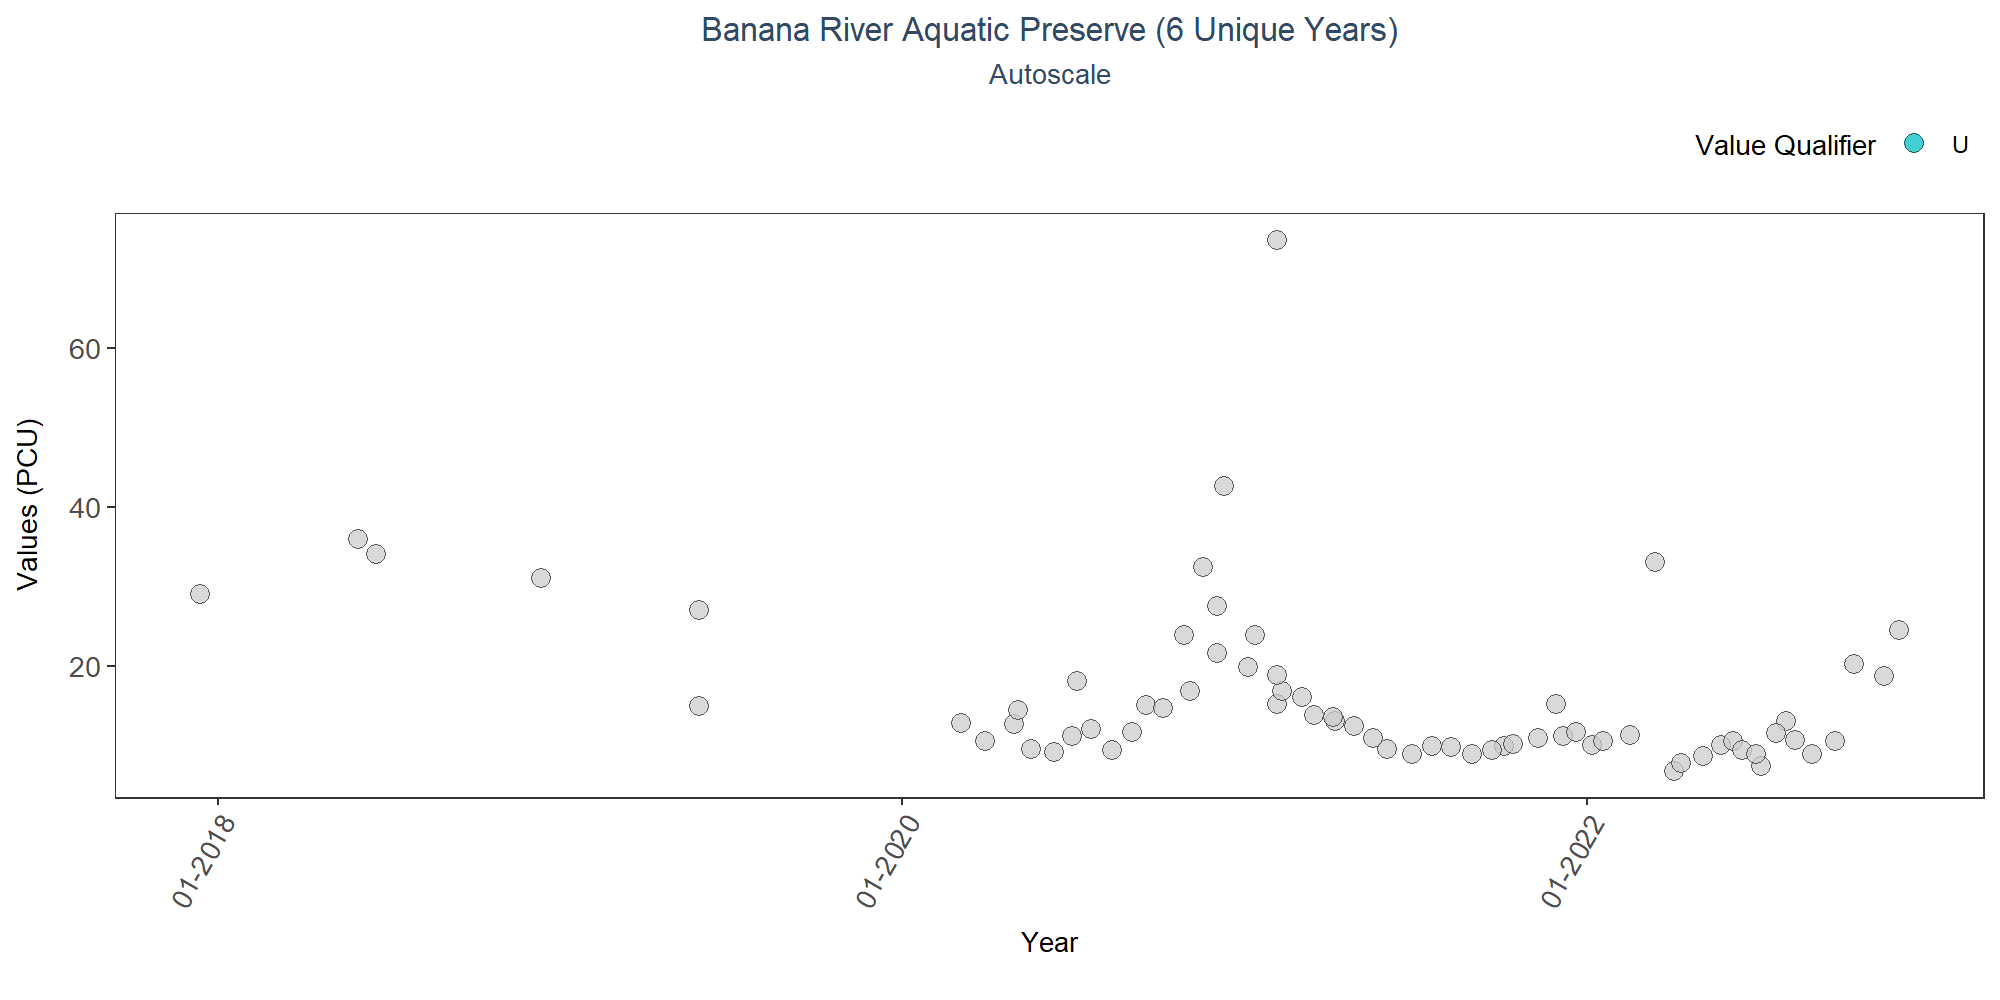 Banana River Aquatic Preserve (6 Unique Years)
Autoscale
Value Qualifier U
Values (PCU)
60
40
20
01-2018 01-2020 01-2022
Year